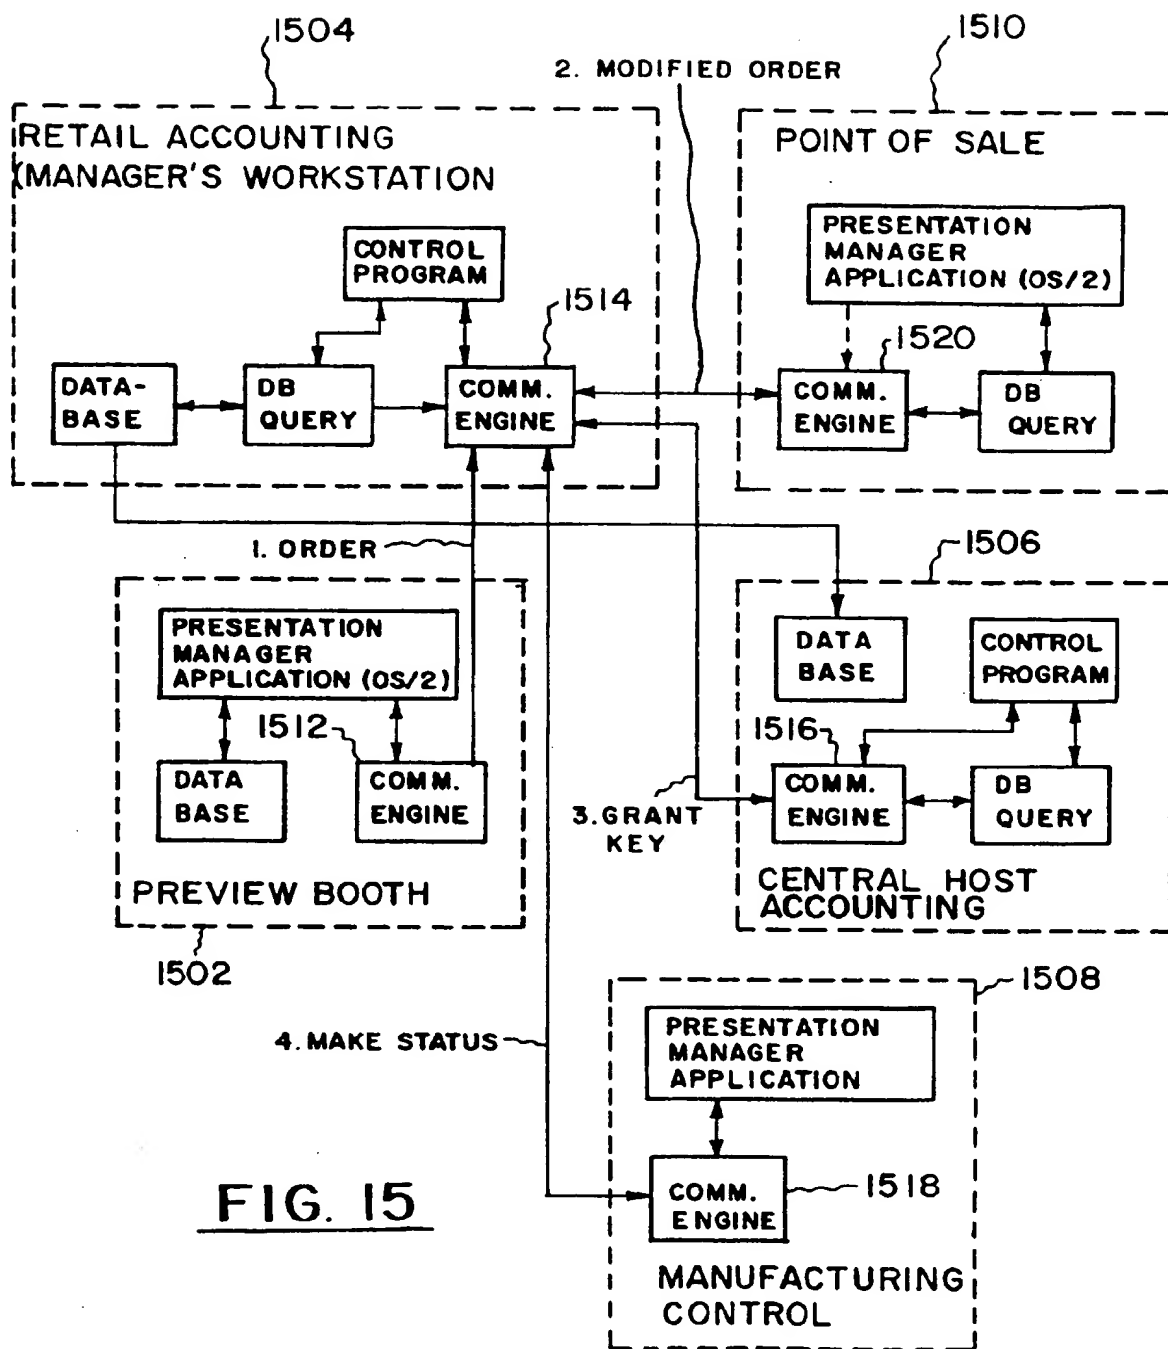 1504
1510
2. MODIFIED ORDER
RETAIL ACCOUNTING
(MANAGER'S WORKSTATION
POINT OF SALE
CONTROL
PROGRAM
PRESENTATION
MANAGER
APPLICATION (OS/2)
1514
1520
DATA-
BASE
DB
QUERY
COMM.
ENGINE
COMM.
ENGINE
DB
QUERY
1. ORDER
1506
PRESENTATION
MANAGER
APPLICATION (OS/2)
DATA
BASE
CONTROL
PROGRAM
1512
1516
DATA
BASE
COMM.
ENGINE
3. GRANT
KEY
COMM.
ENGINE
DB
QUERY
PREVIEW BOOTH
CENTRAL HOST
ACCOUNTING
1502
1508
4. MAKE STATUS
PRESENTATION
MANAGER
APPLICATION
COMM.
ENGINE
1518
FIG. 15
MANUFACTURING
CONTROL